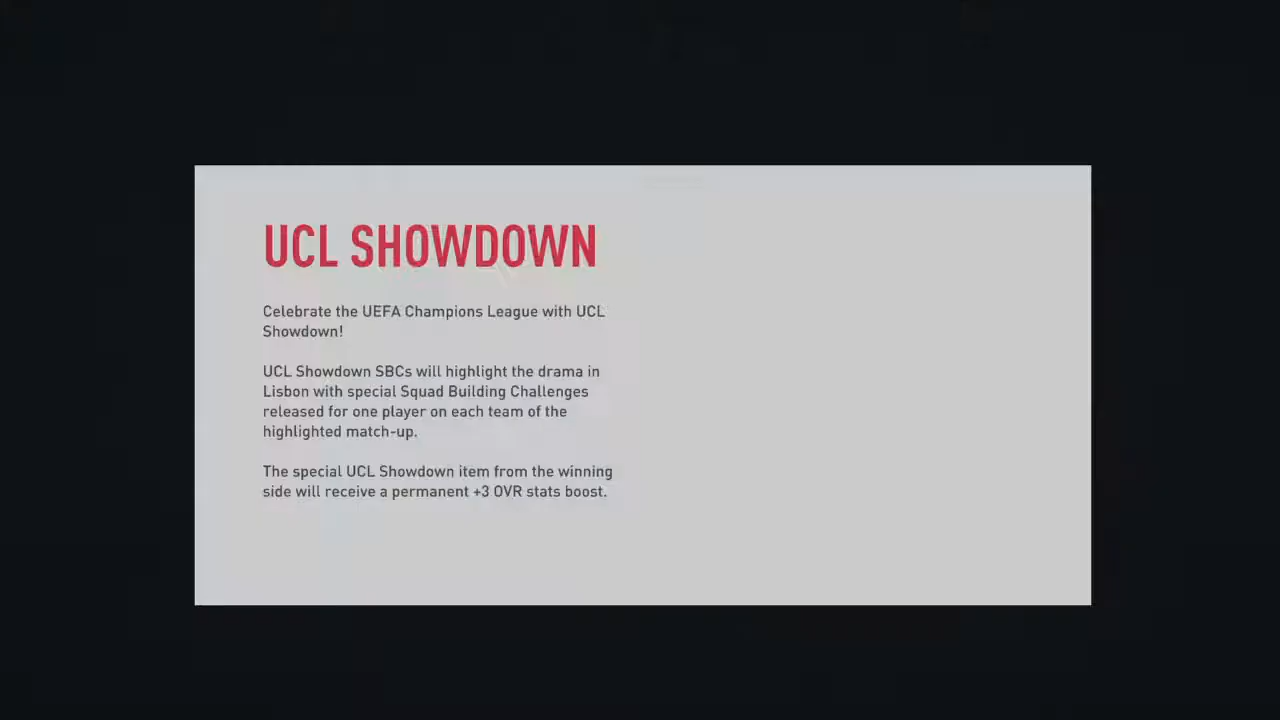 UCL SHOWDOWN
Celebrate the UEFA Champions League with UCL
Showdown!
UCL Showdown SBCs will highlight the drama in
Lisbon with special Squad Building Challenges
released for one player on each team of the
highlighted match-up.
The special UCL Showdown item from the winning
side will receive a permanent +3 OVR stats boost.